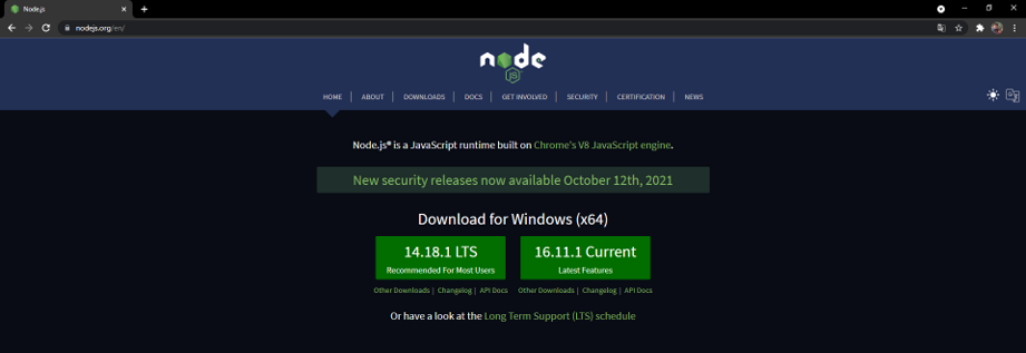 Node.js
nodejs.org/en/
node
JS
HOME | ABOUT | DOWNLOADS | DOCS | GET INVOLVED | SECURITY | CERTIFICATION | NEWS
Node.js® is a JavaScript runtime built on Chrome's V8 JavaScript engine.
New security releases now available October 12th, 2021
Download for Windows (x64)
14.18.1 LTS
Recommended For Most Users
16.11.1 Current
Latest Features
Other Downloads | Changelog | API Docs
Other Downloads | Changelog | API Docs
Or have a look at the Long Term Support (LTS) schedule